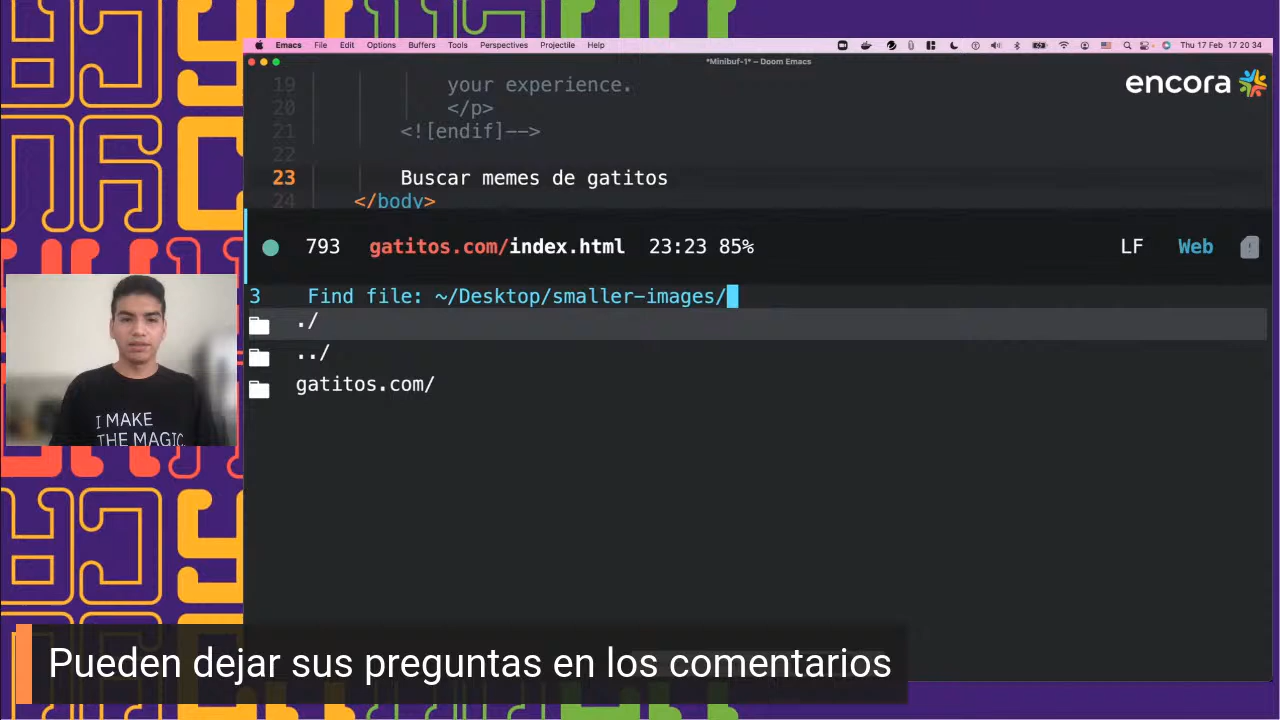 Emacs File Edit Options Buffers Tools Perspectives Projectile Help
Thu 17 Feb 17 20 34
*Minibuf-1* – Doom Emacs
encora
19 your experience.
20 </p>
21 <![endif]-->
22
23 Buscar memes de gatitos
24 </body>
793 gatitos.com/index.html 23:23 85% LF Web
3 Find file: ~/Desktop/smaller-images/
./
../
gatitos.com/
I MAKE
THE MAGIC
Pueden dejar sus preguntas en los comentarios